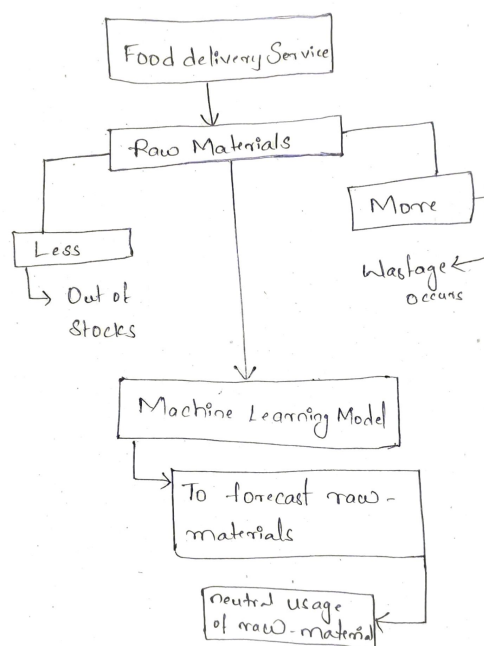 Food delivery Service
Raw Materials
More
Less
Wastage
occurs
Out of
Stocks
Machine Learning Model
To forecast raw-
materials
neutral usage
of raw-material